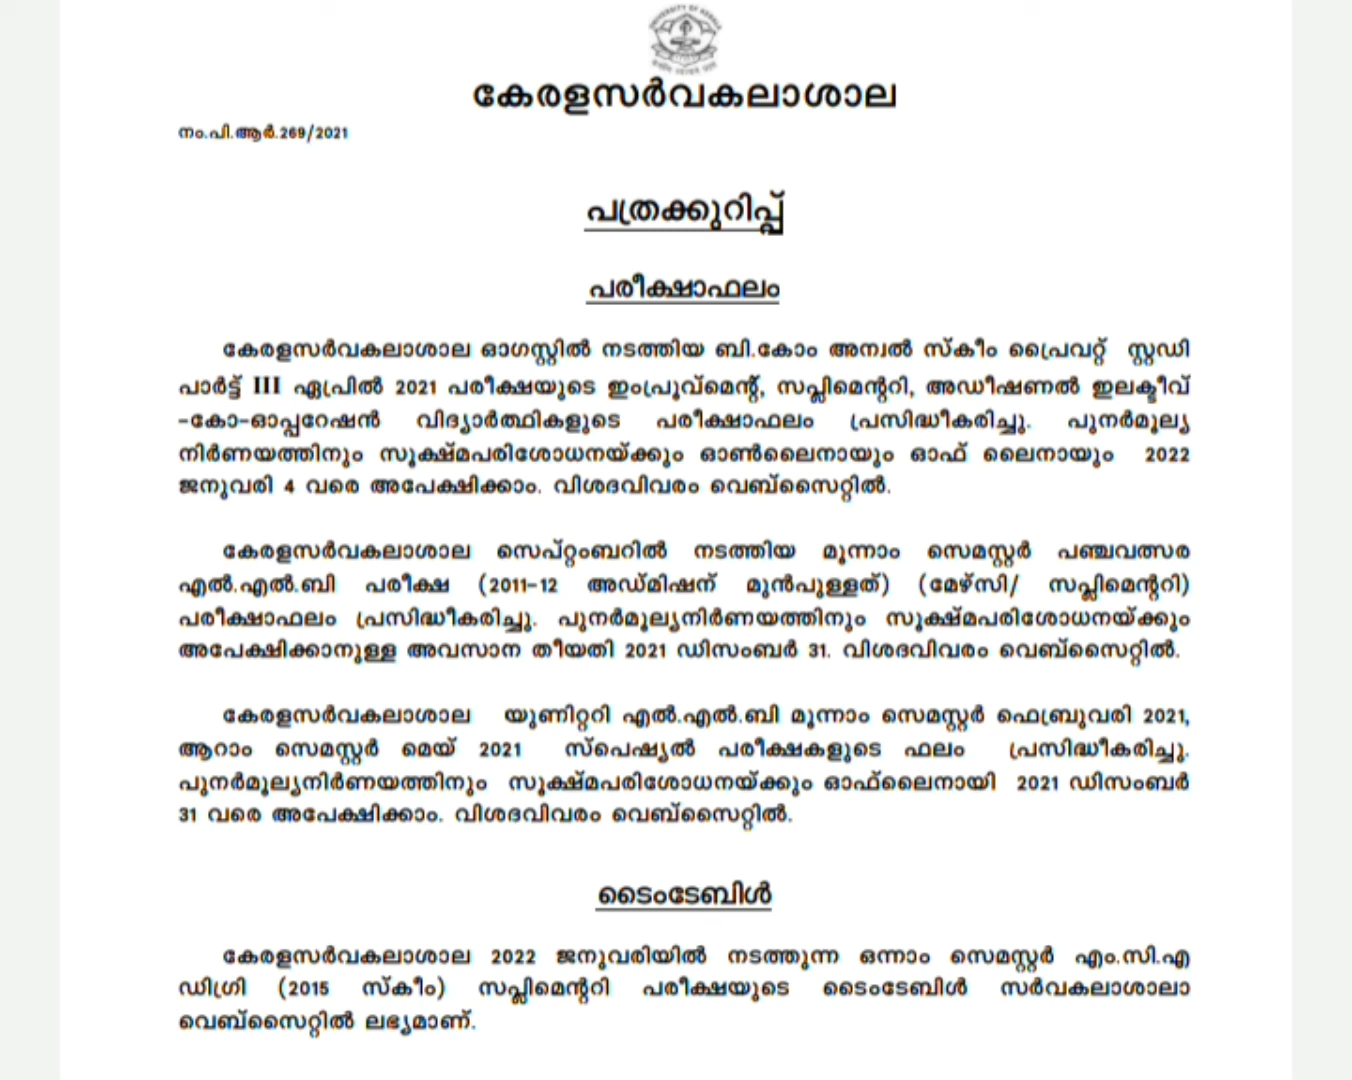 UNIVERSITY OF KERALA
കേരളസർവകലാശാല
നം.പി.ആർ.269/2021
പത്രക്കുറിപ്പ്
പരീക്ഷാഫലം
കേരളസർവകലാശാല ഓഗസ്റ്റിൽ നടത്തിയ ബി.കോം അന്വൽ സ്കീം പ്രൈവറ്റ് സ്റ്റഡി
പാർട്ട് III ഏപ്രിൽ 2021 പരീക്ഷയുടെ ഇംപ്രൂവ്മെന്റ്, സപ്ലിമെന്ററി, അഡീഷണൽ ഇലക്ടീവ്
-കോ-ഓപ്പറേഷൻ വിദ്യാർത്ഥികളുടെ പരീക്ഷാഫലം പ്രസിദ്ധീകരിച്ചു. പുനർമൂല്യ
നിർണയത്തിനും സൂക്ഷ്മപരിശോധനയ്ക്കും ഓൺലൈനായും ഓഫ് ലൈനായും 2022
ജനുവരി 4 വരെ അപേക്ഷിക്കാം. വിശദവിവരം വെബ്സൈറ്റിൽ.
കേരളസർവകലാശാല സെപ്റ്റംബറിൽ നടത്തിയ മൂന്നാം സെമസ്റ്റർ പഞ്ചവത്സര
എൽ.എൽ.ബി പരീക്ഷ (2011-12 അഡ്മിഷന് മുൻപുള്ളത്) (മേഴ്സി/ സപ്ലിമെന്ററി)
പരീക്ഷാഫലം പ്രസിദ്ധീകരിച്ചു. പുനർമൂല്യനിർണയത്തിനും സൂക്ഷ്മപരിശോധനയ്ക്കും
അപേക്ഷിക്കാനുള്ള അവസാന തീയതി 2021 ഡിസംബർ 31. വിശദവിവരം വെബ്സൈറ്റിൽ.
കേരളസർവകലാശാല യുണിറ്ററി എൽ.എൽ.ബി മൂന്നാം സെമസ്റ്റർ ഫെബ്രുവരി 2021,
ആറാം സെമസ്റ്റർ മെയ് 2021 സ്പെഷ്യൽ പരീക്ഷകളുടെ ഫലം പ്രസിദ്ധീകരിച്ചു.
പുനർമൂല്യനിർണയത്തിനും സൂക്ഷ്മപരിശോധനയ്ക്കും ഓഫ്ലൈനായി 2021 ഡിസംബർ
31 വരെ അപേക്ഷിക്കാം. വിശദവിവരം വെബ്സൈറ്റിൽ.
ടൈംടേബിൾ
കേരളസർവകലാശാല 2022 ജനുവരിയിൽ നടത്തുന്ന ഒന്നാം സെമസ്റ്റർ എം.സി.എ
ഡിഗ്രി (2015 സ്കീം) സപ്ലിമെന്ററി പരീക്ഷയുടെ ടൈംടേബിൾ സർവകലാശാലാ
വെബ്സൈറ്റിൽ ലഭ്യമാണ്.